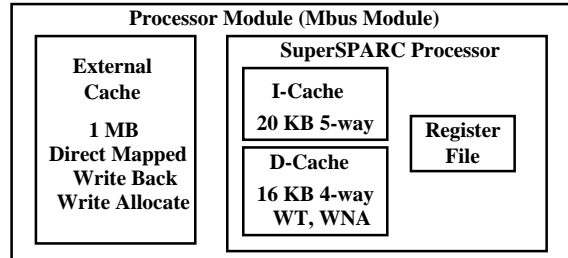 Processor Module (Mbus Module)
External
Cache
1 MB
Direct Mapped
Write Back
Write Allocate
SuperSPARC Processor
I-Cache
20 KB 5-way
D-Cache
16 KB 4-way
WT, WNA
Register
File